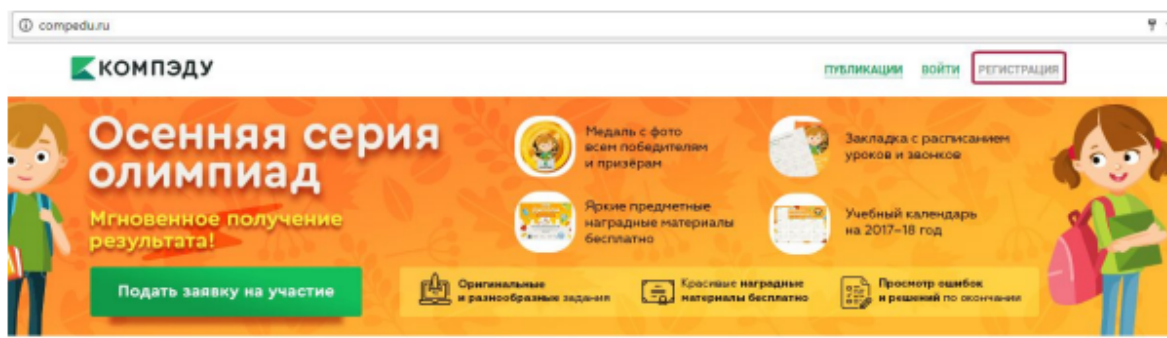 compedu.ru
КОМПЭДУ
ПУБЛИКАЦИИ ВОЙТИ РЕГИСТРАЦИЯ
Осенняя серия
олимпиад
Мгновенное получение
результата!
Подать заявку на участие
Медаль с фото
всем победителям
и призёрам
Закладка с расписанием
уроков и звонков
Яркие предметные
наградные материалы
бесплатно
Учебный календарь
на 2017–18 год
Оригинальные
и разнообразные задания
Красивые наградные
материалы бесплатно
Просмотр ошибок
и решений по окончании